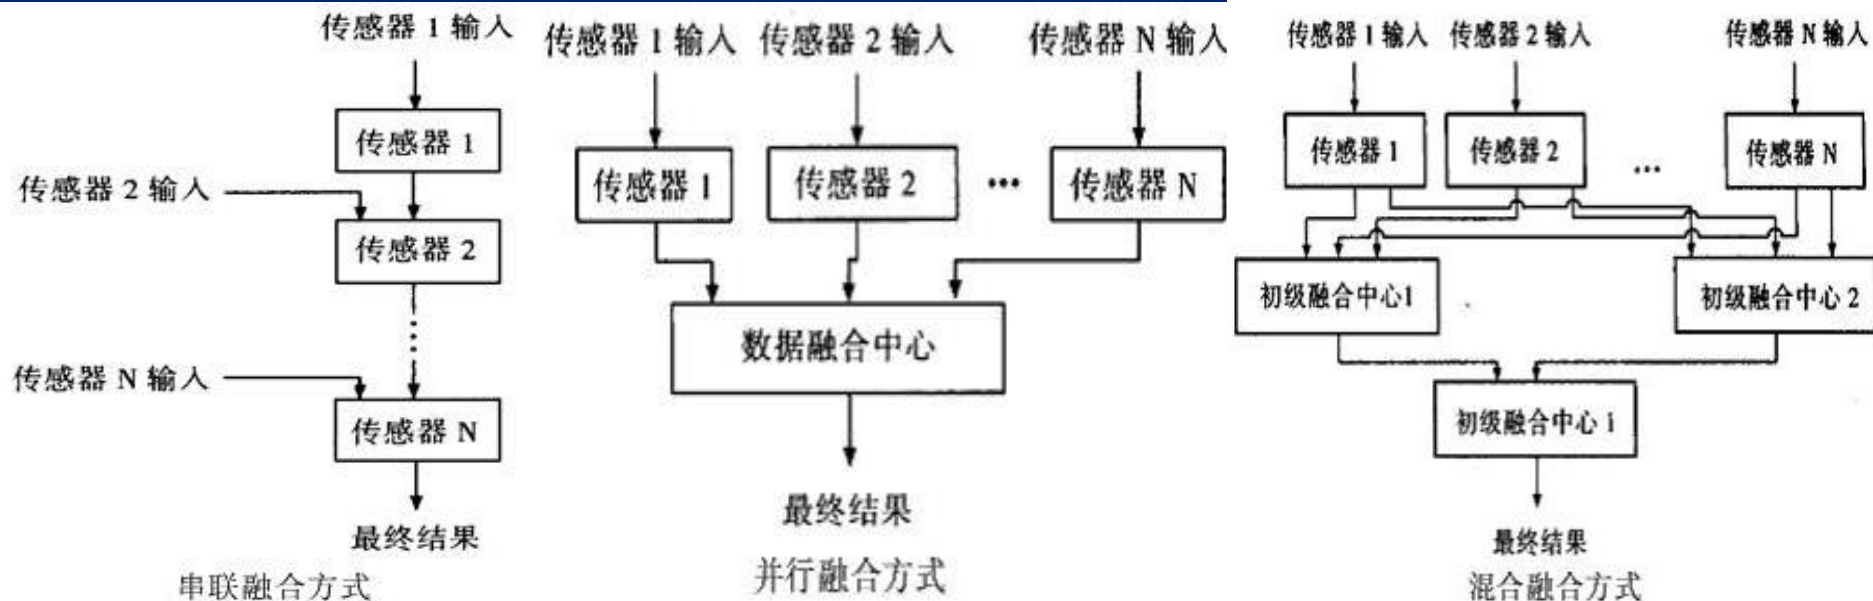 传感器 1 输入
传感器 1
传感器 2 输入
传感器 2
传感器 N 输入
传感器 N
最终结果
串联融合方式
传感器 1 输入 传感器 2 输入 传感器 N 输入
传感器 1 传感器 2 … 传感器 N
数据融合中心
最终结果
并行融合方式
传感器 1 输入 传感器 2 输入 传感器 N 输入
传感器 1 传感器 2 … 传感器 N
初级融合中心1 初级融合中心 2
初级融合中心 i
最终结果
混合融合方式